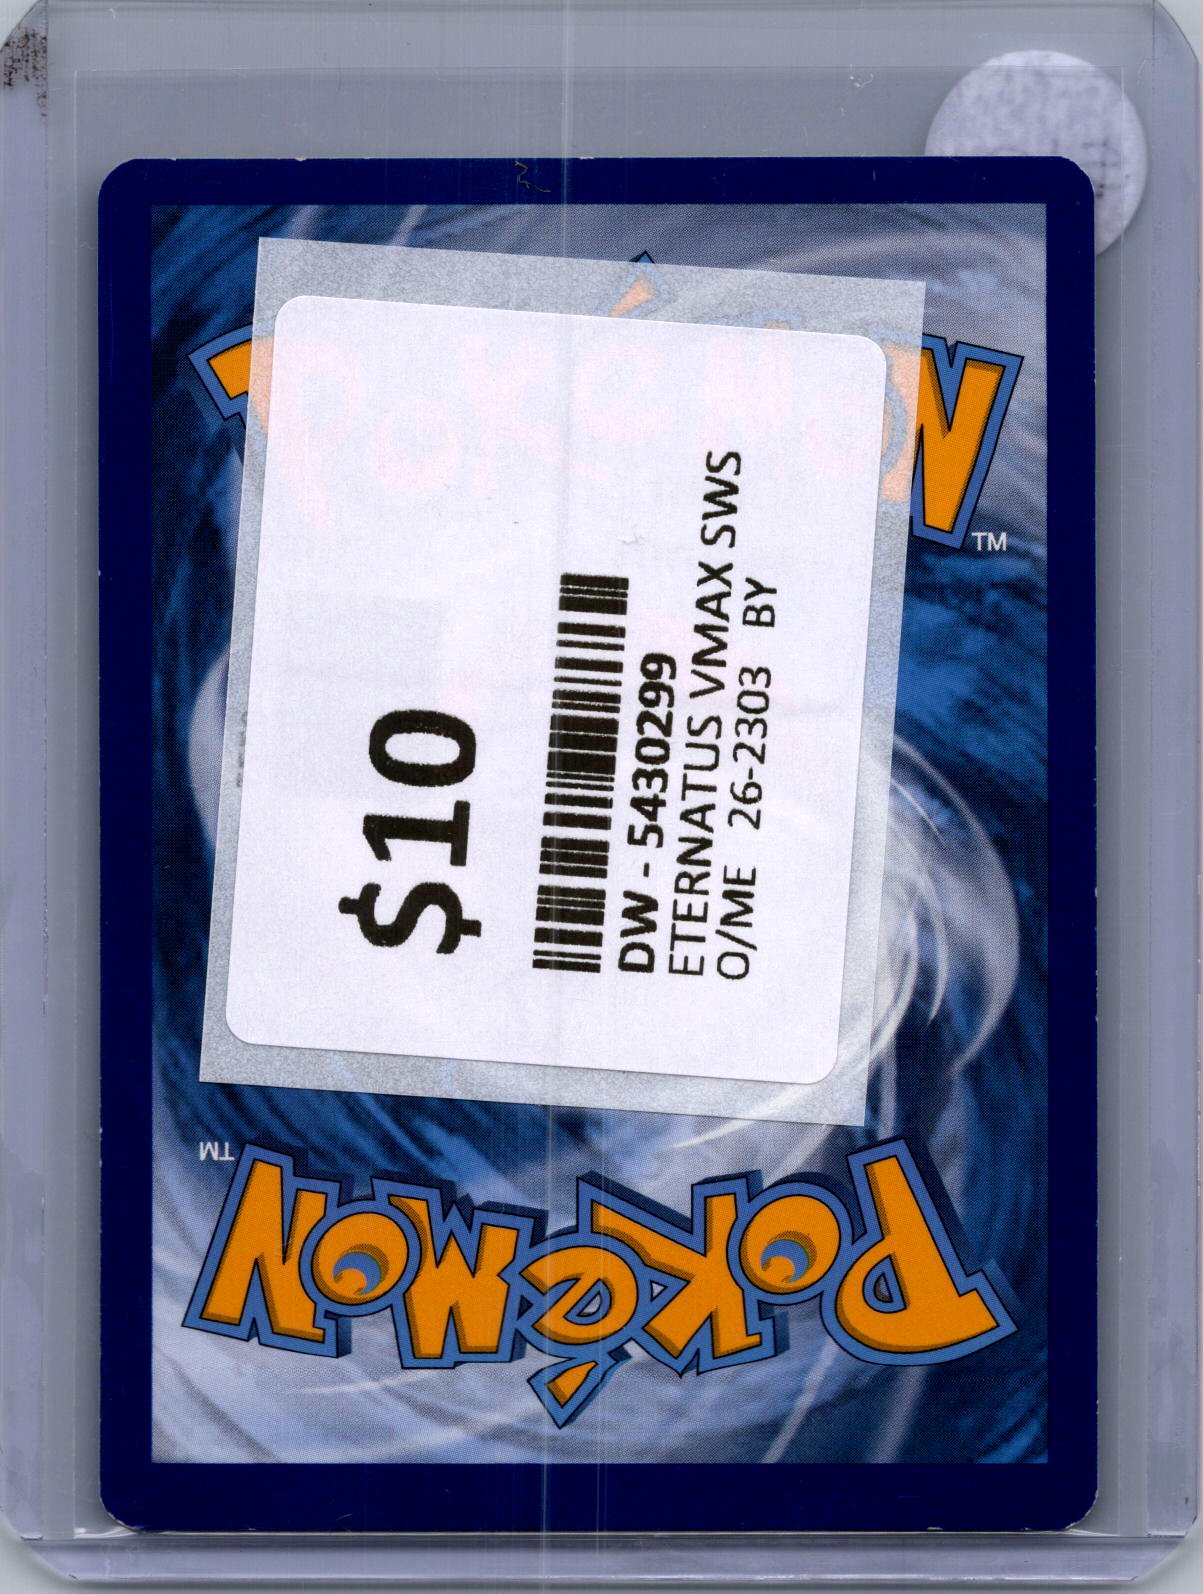 POKéMON
TM
$10
DW - 5430299
ETERNATUS VMAX SWS
O/ME 26-2303 BY
TM
POKéMON